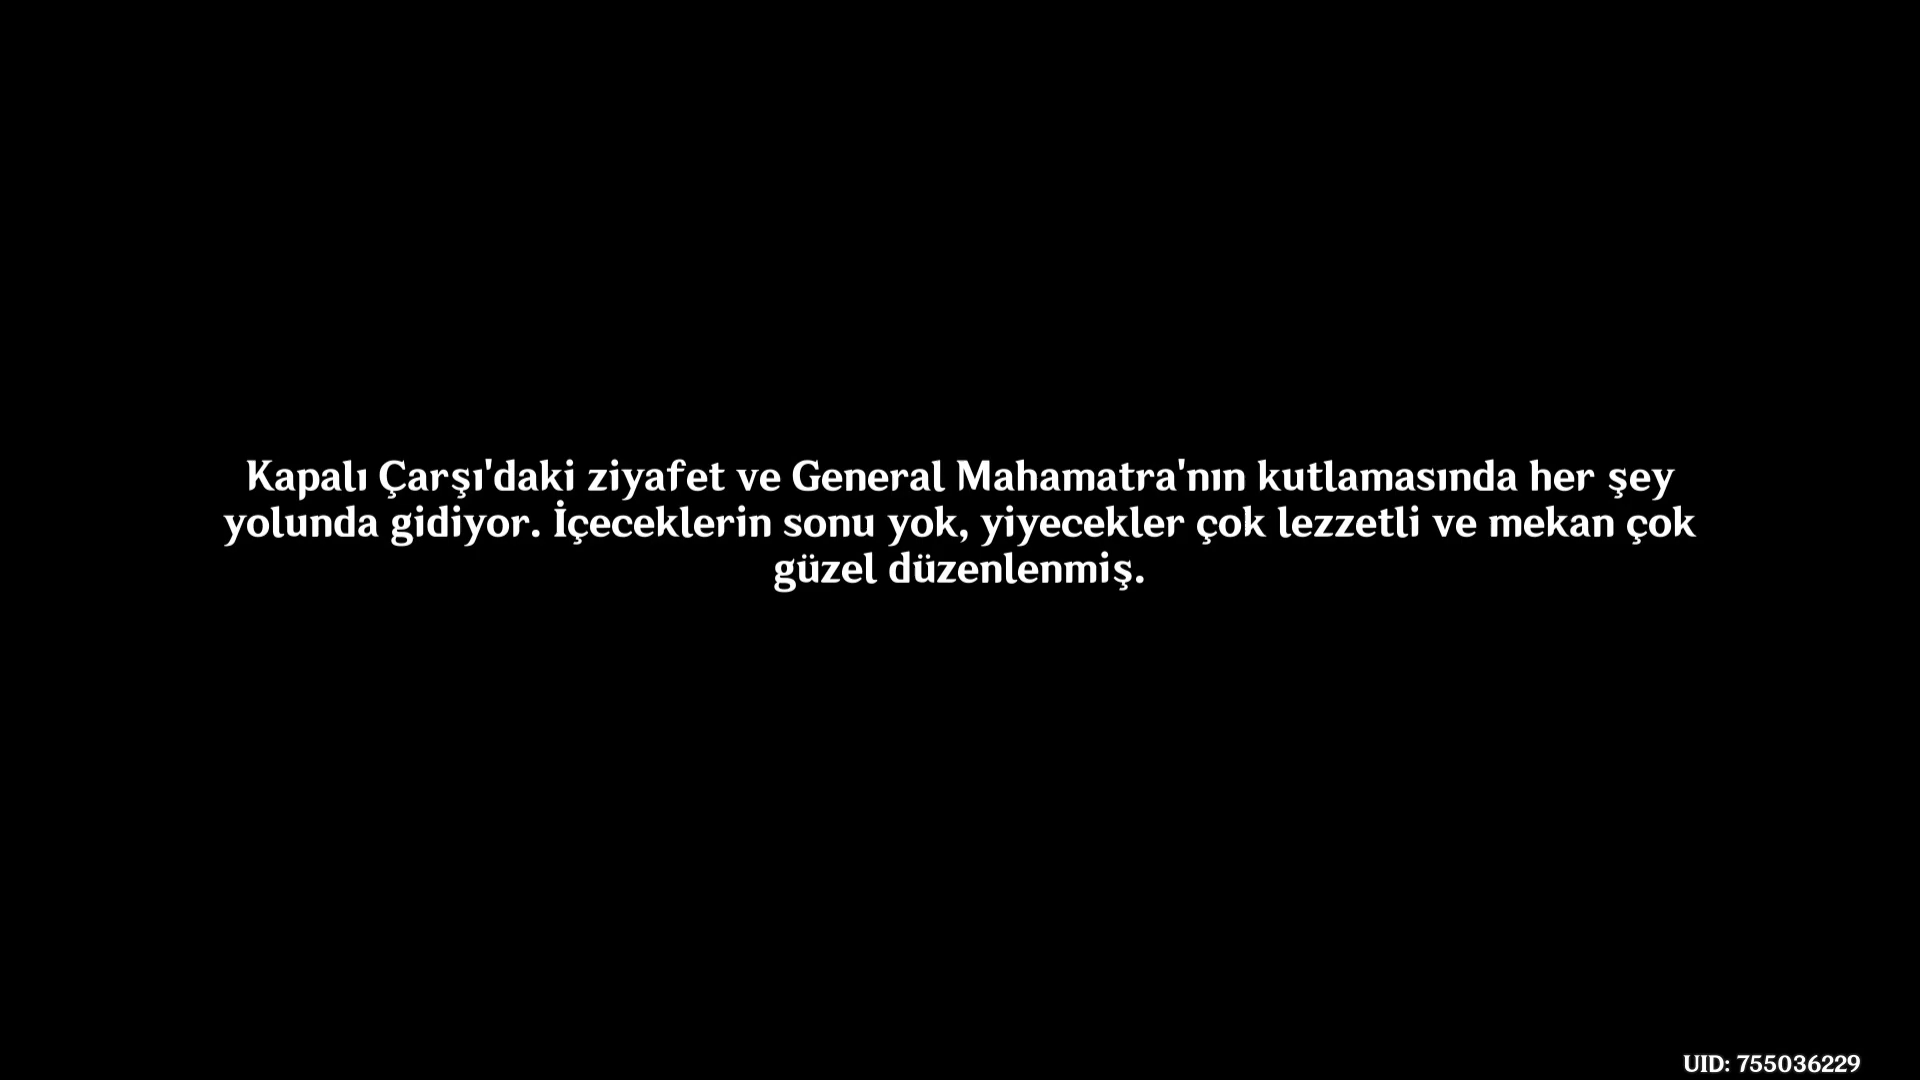 Kapalı Çarşı'daki ziyafet ve General Mahamatra'nın kutlamasında her şey
yolunda gidiyor. İçeceklerin sonu yok, yiyecekler çok lezzetli ve mekan çok
güzel düzenlenmiş.
UID: 755036229